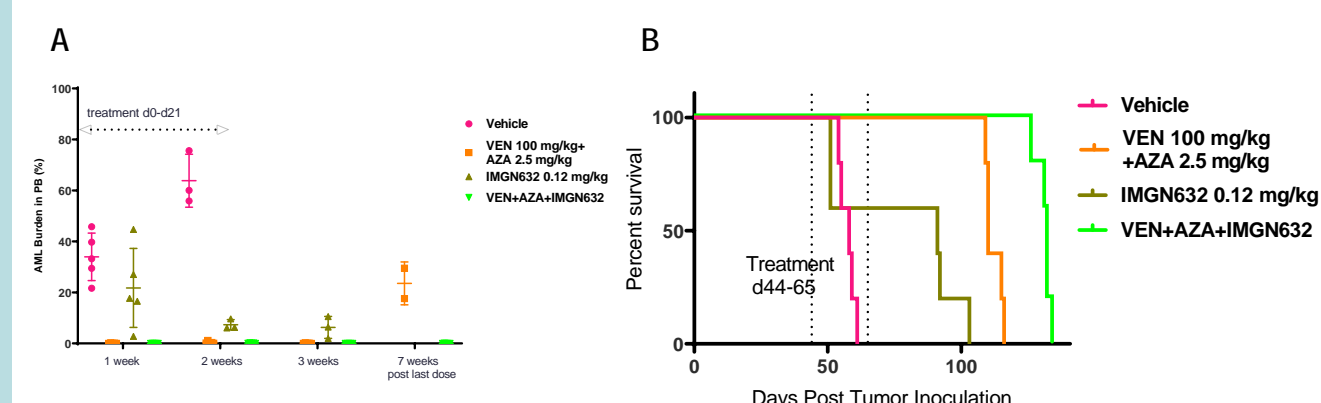 A
B
100
80
60
40
20
0
AML Burden in PB (%)
treatment d0-d21
1 week
2 weeks
3 weeks
7 weeks
post last dose
Vehicle
VEN 100 mg/kg+
AZA 2.5 mg/kg
IMGN632 0.12 mg/kg
VEN+AZA+IMGN632
Percent survival
100
50
0
Treatment
d44-65
0
50
100
Days Post Tumor Inoculation
Vehicle
VEN 100 mg/kg
+AZA 2.5 mg/kg
IMGN632 0.12 mg/kg
VEN+AZA+IMGN632